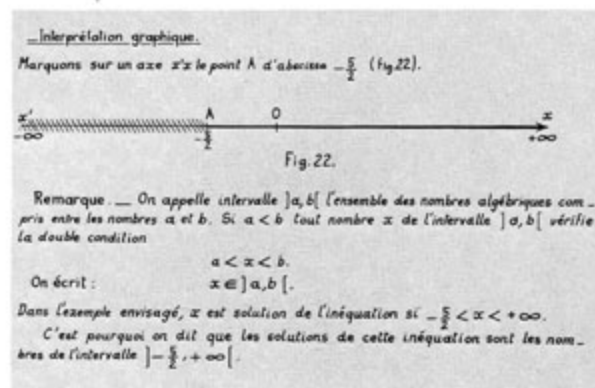 _Interprétation graphique.
Marquons sur un axe x'x le point A d'abscisse -5/2 (fig.22).
x' A O x
-∞ -5/2 +∞
Fig. 22.
Remarque. _ On appelle intervalle ]a, b[ l'ensemble des nombres algébriques com_
pris entre les nombres a et b. Si a < b tout nombre x de l'intervalle ]a, b[ vérifie
la double condition
a < x < b.
On écrit : x ∈ ]a, b [.
Dans l'exemple envisagé, x est solution de l'inéquation si -5/2 < x < +∞.
C'est pourquoi on dit que les solutions de cette inéquation sont les nom_
bres de l'intervalle ]-5/2, +∞[.